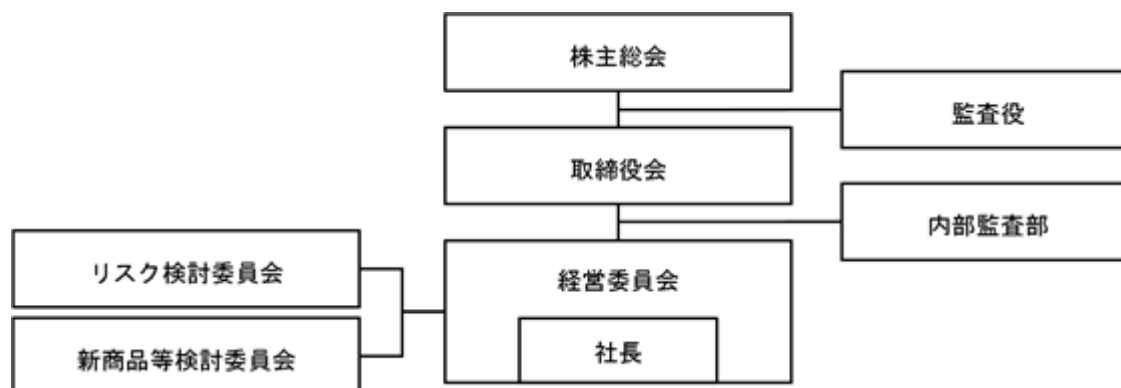 株主総会
監査役
取締役会
内部監査部
リスク検討委員会
経営委員会
新商品等検討委員会
社長